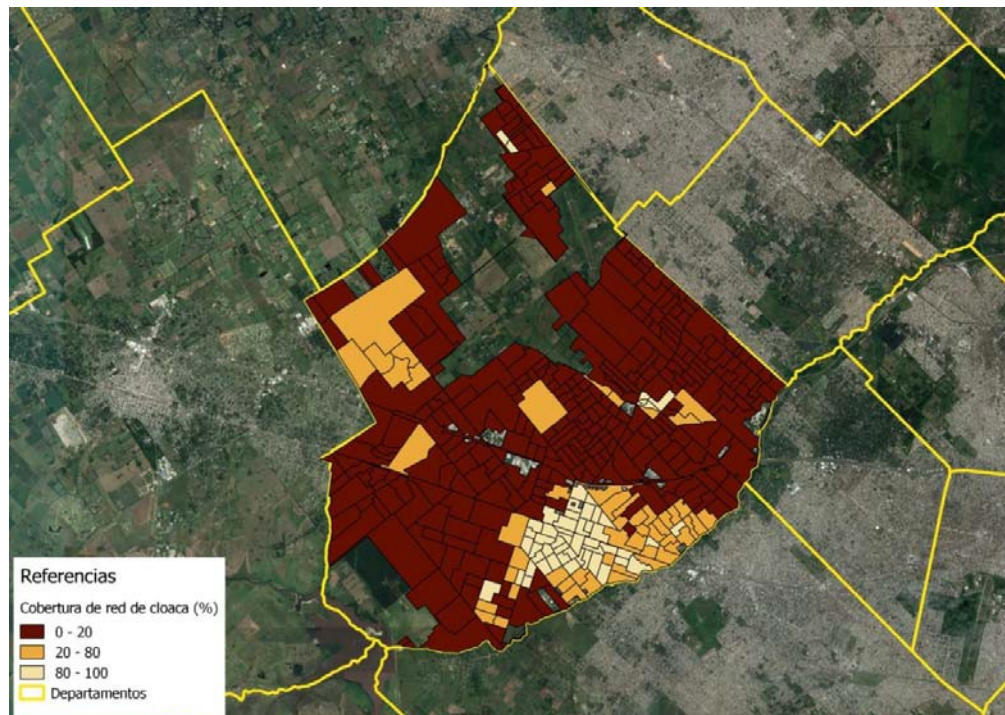 Referencias
Cobertura de red de cloaca (%)
0 - 20
20 - 80
80 - 100
Departamentos